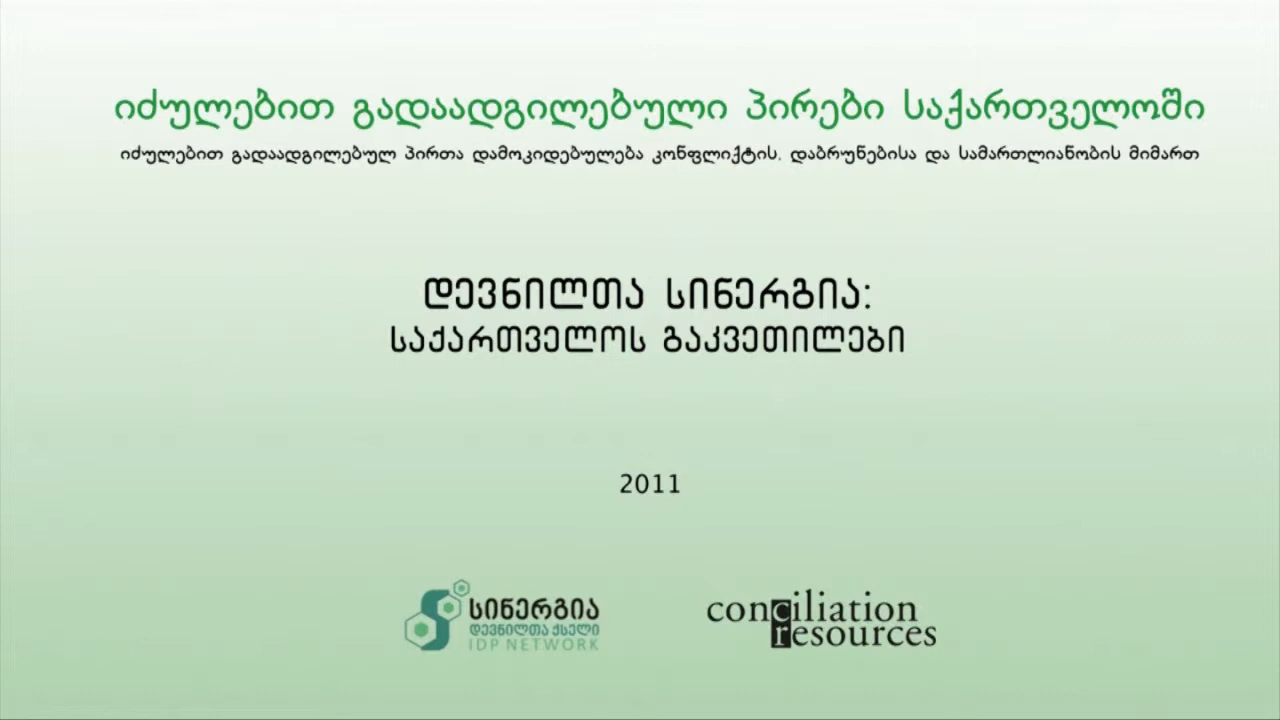 იძულებით გადაადგილებული პირები საქართველოში
იძულებით გადაადგილებულ პირთა დამოკიდებულება კონფლიქტის, დაბრუნებისა და სამართლიანობის მიმართ
დევნილთა სინერგია:
საქართველოს გაკვეთილები
2011
სინერგია
დევნილთა ქსელი
IDP NETWORK
conciliation
resources